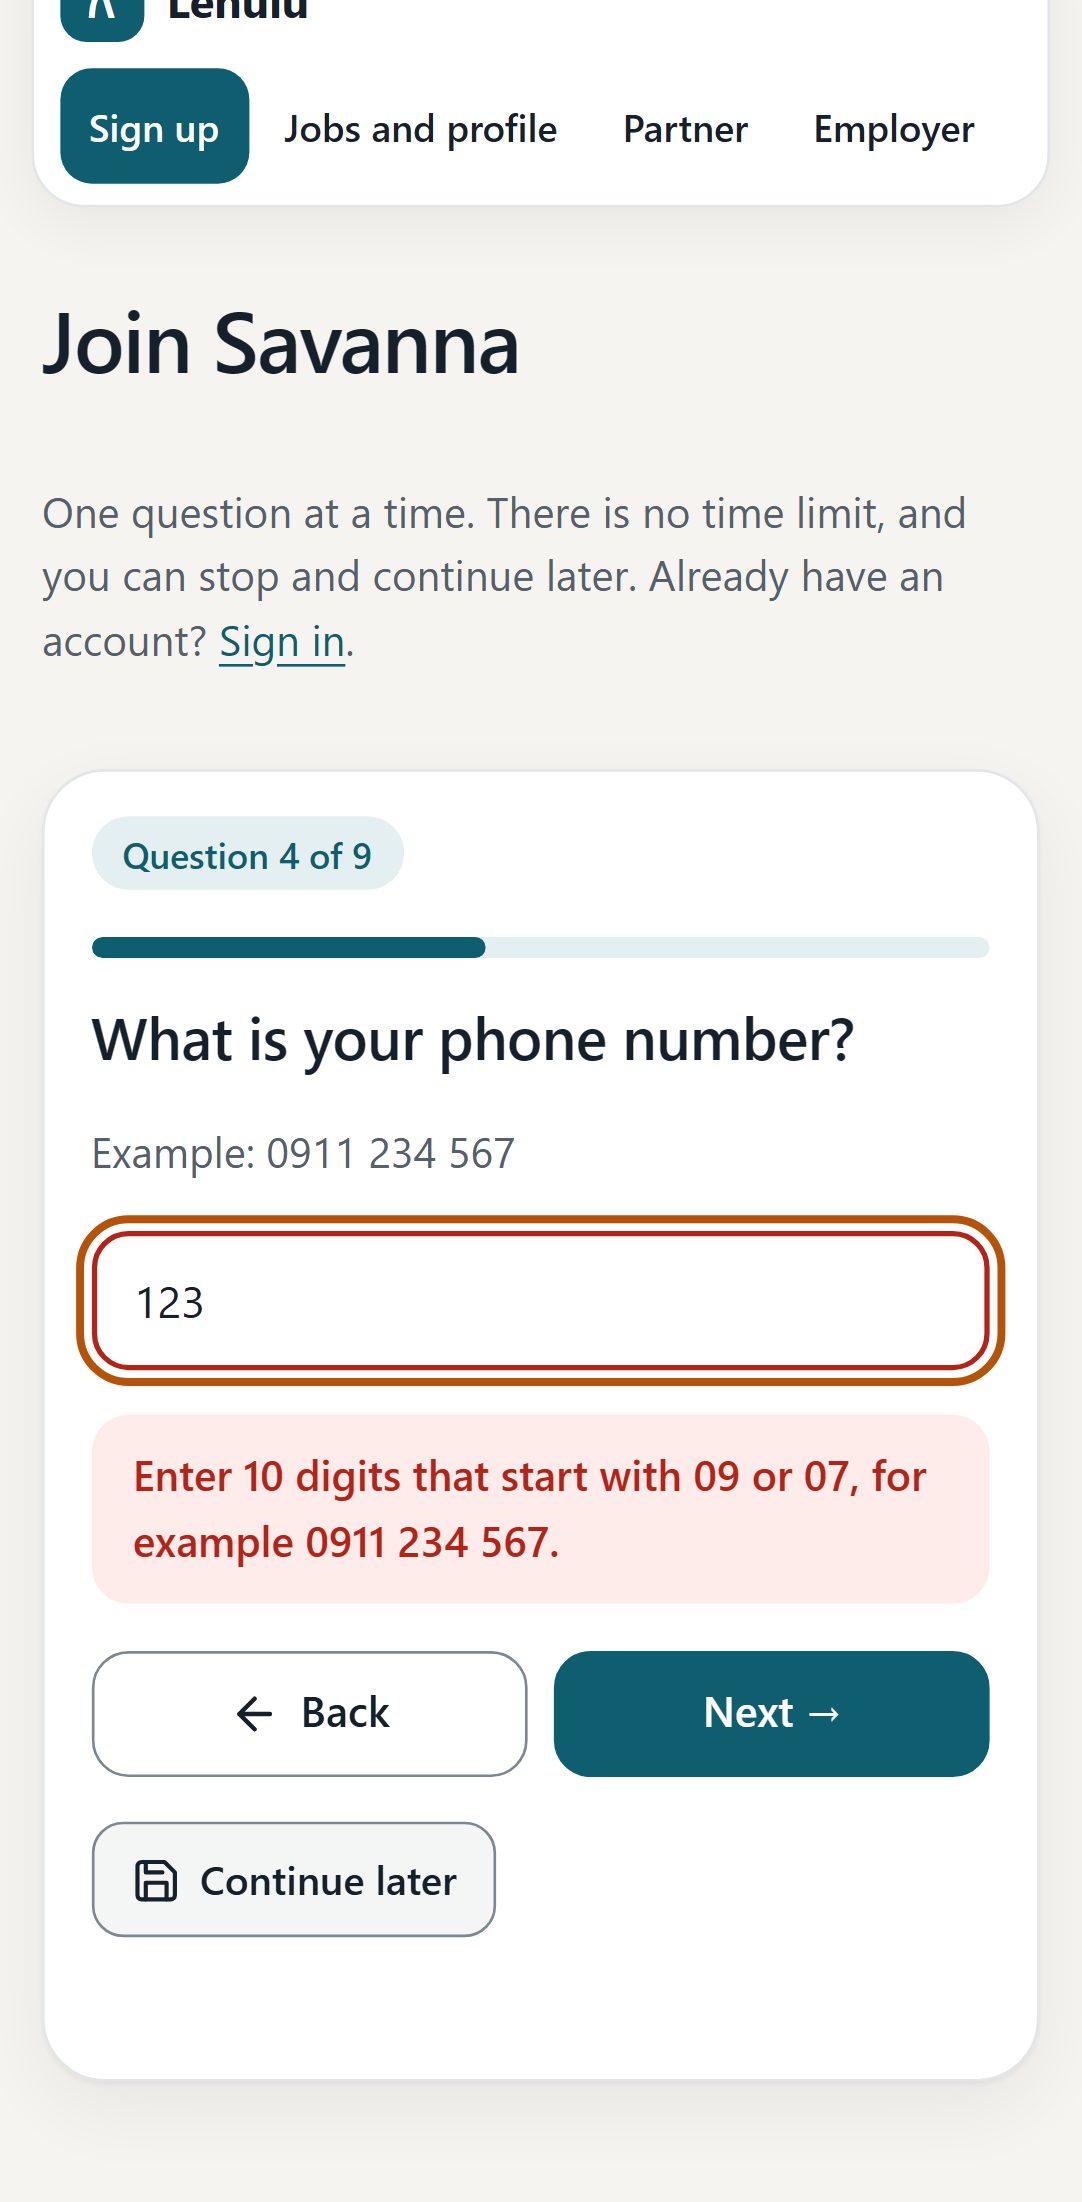 Lehulu
Sign up Jobs and profile Partner Employer
Join Savanna
One question at a time. There is no time limit, and
you can stop and continue later. Already have an
account? Sign in.
Question 4 of 9
What is your phone number?
Example: 0911 234 567
123
Enter 10 digits that start with 09 or 07, for
example 0911 234 567.
← Back Next →
Continue later